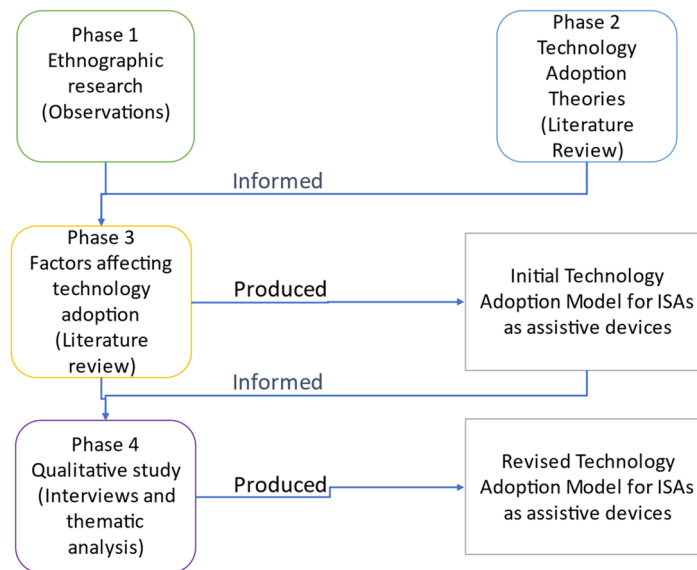 Phase 1
Ethnographic
research
(Observations)
Phase 2
Technology
Adoption
Theories
(Literature
Review)
Informed
Phase 3
Factors affecting
technology
adoption
(Literature
review)
Produced
Initial Technology
Adoption Model for ISAs
as assistive devices
Informed
Phase 4
Qualitative study
(Interviews and
thematic
analysis)
Produced
Revised Technology
Adoption Model for ISAs
as assistive devices